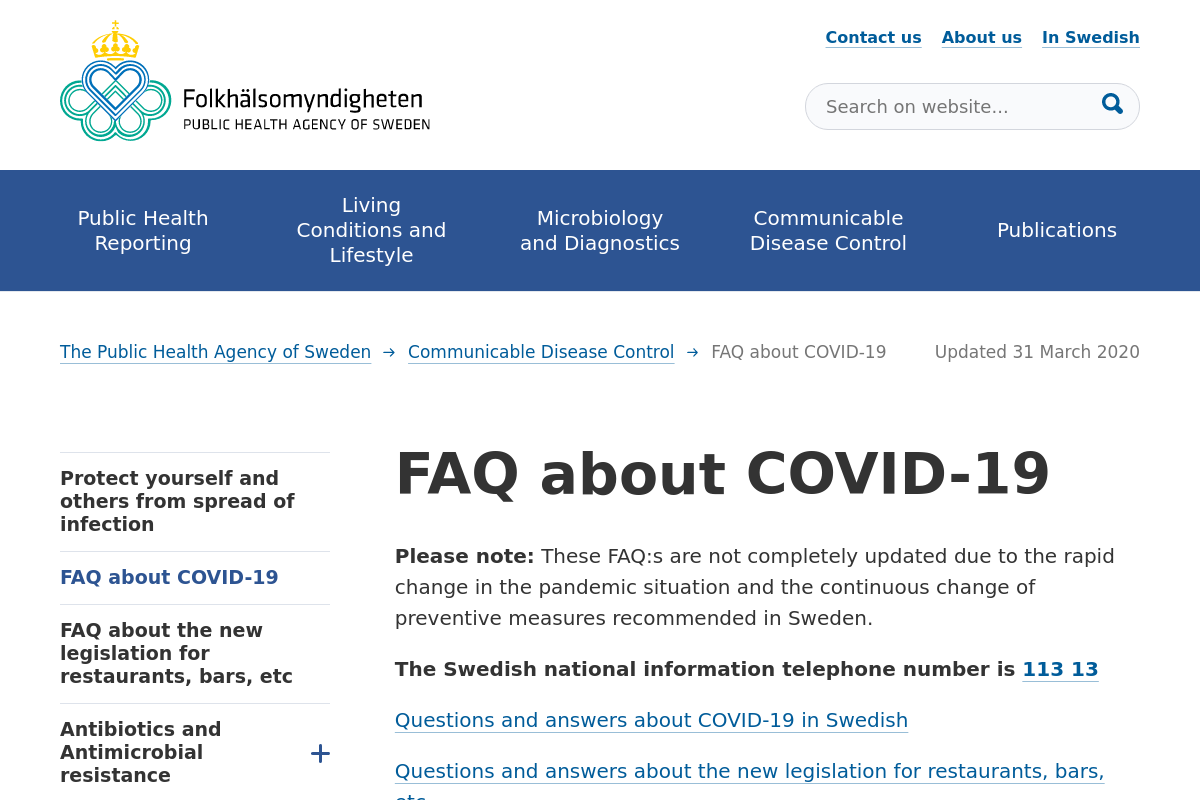 Folkhälsomyndigheten
PUBLIC HEALTH AGENCY OF SWEDEN
Contact us About us In Swedish
Search on website...
Public Health
Reporting
Living
Conditions and
Lifestyle
Microbiology
and Diagnostics
Communicable
Disease Control
Publications
The Public Health Agency of Sweden → Communicable Disease Control → FAQ about COVID-19 Updated 31 March 2020
Protect yourself and
others from spread of
infection
FAQ about COVID-19
FAQ about the new
legislation for
restaurants, bars, etc
Antibiotics and
Antimicrobial
resistance
FAQ about COVID-19
Please note: These FAQ:s are not completely updated due to the rapid
change in the pandemic situation and the continuous change of
preventive measures recommended in Sweden.
The Swedish national information telephone number is 113 13
Questions and answers about COVID-19 in Swedish
Questions and answers about the new legislation for restaurants, bars,
etc